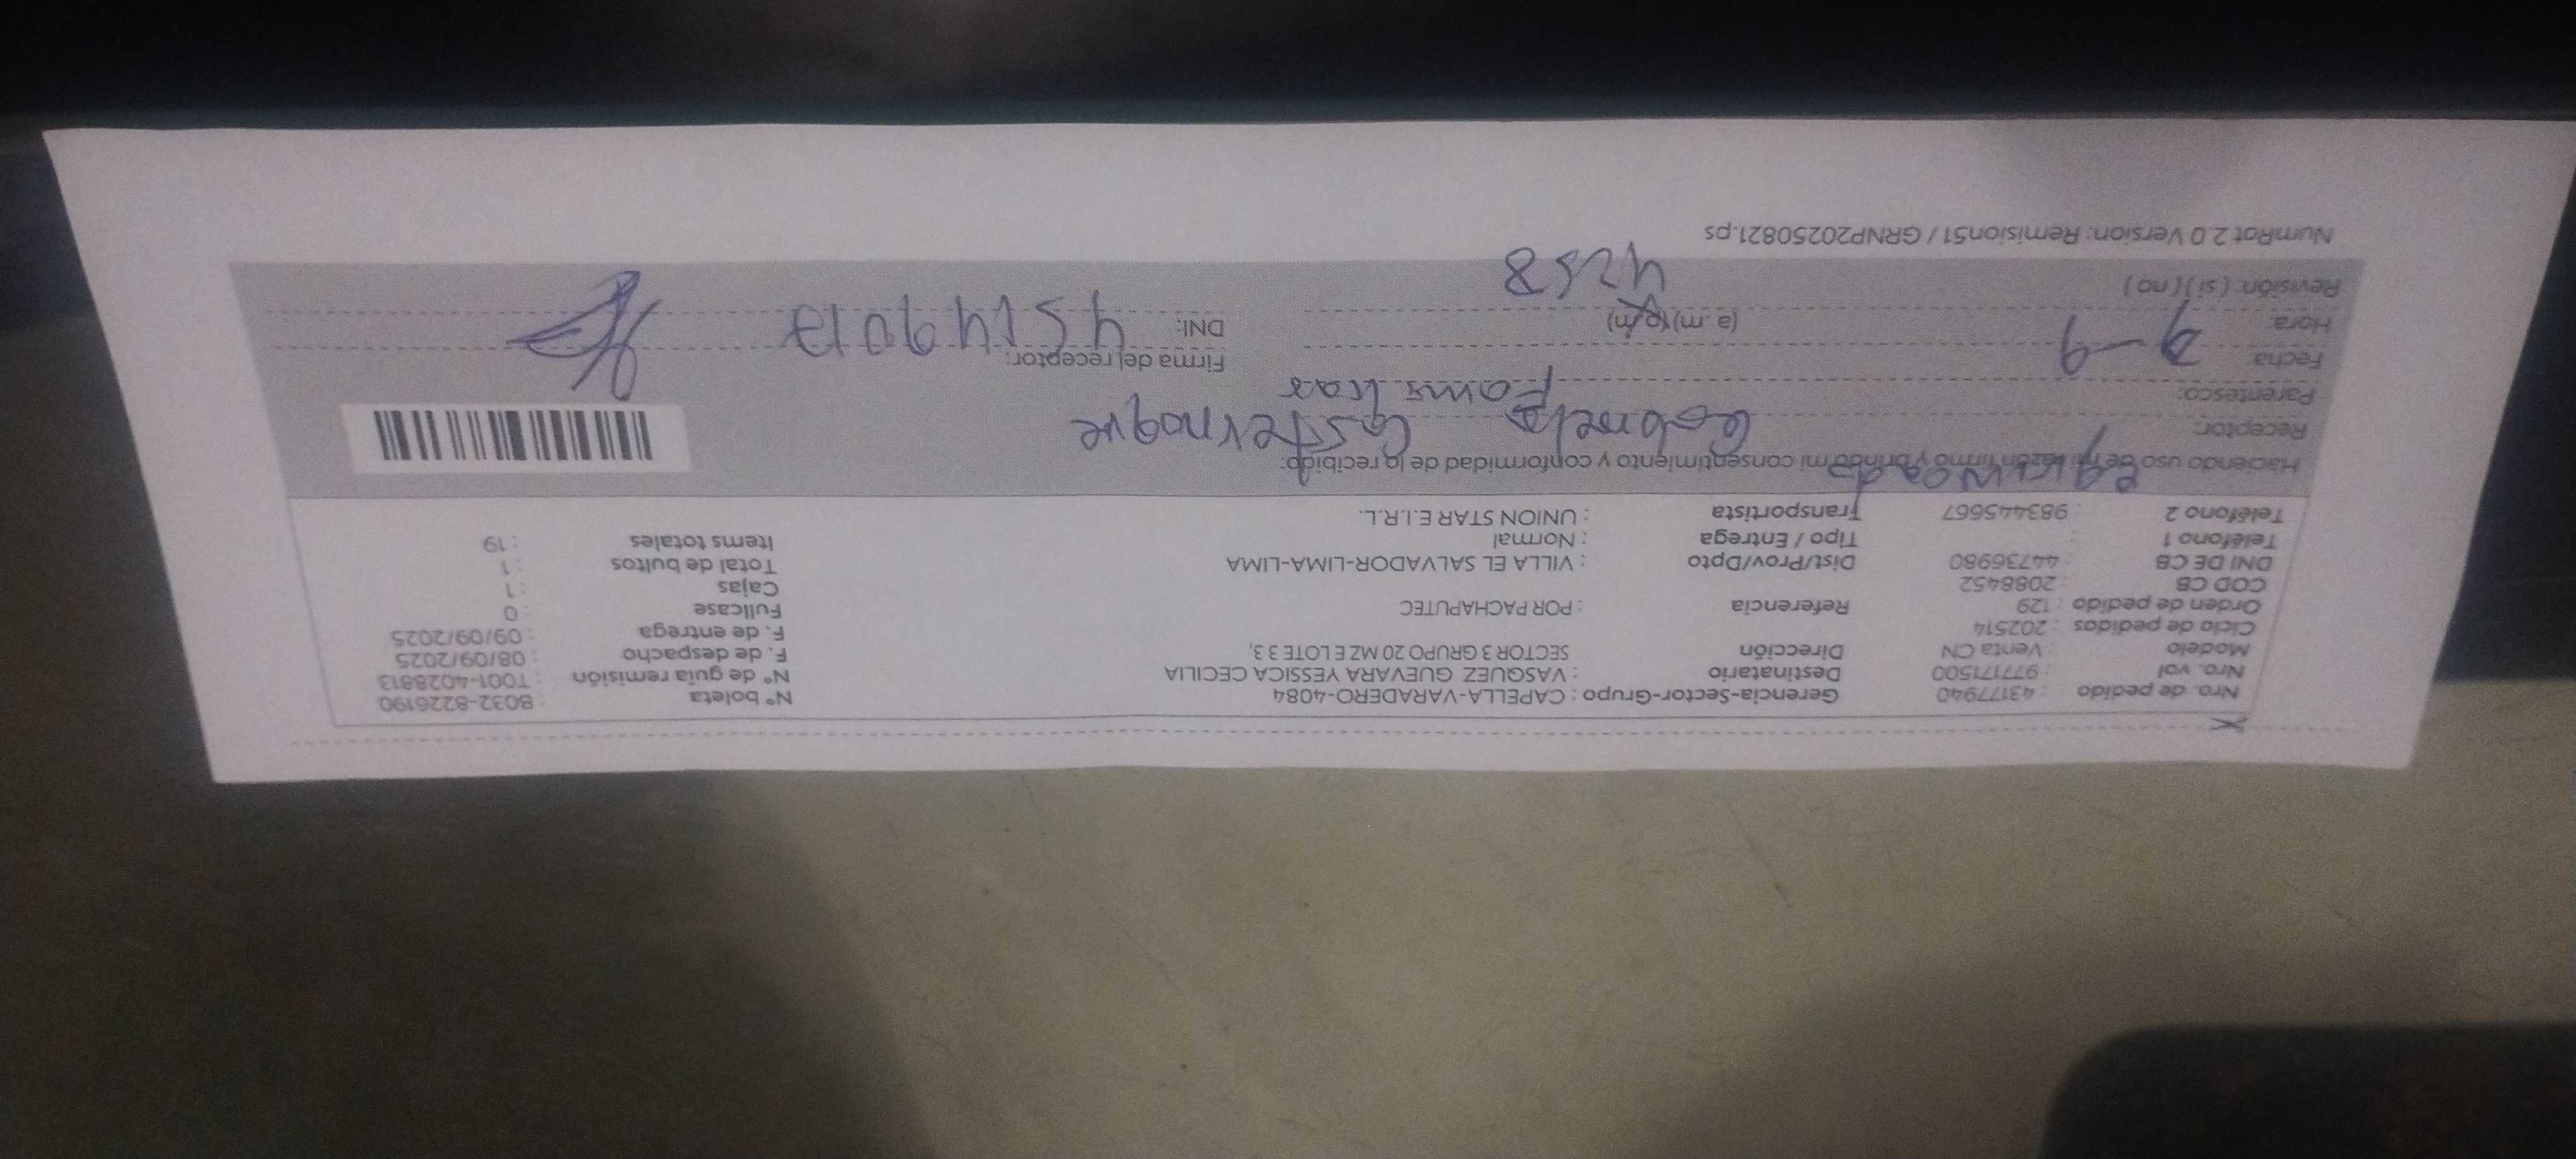 Nro. de pedido : 43177940 Gerencia-Sector-Grupo : CAPELLA-VARADERO-4084 N° boleta : B032-8226190
Nro. vol : 977171500 Destinatario : VASQUEZ GUEVARA YESSICA CECILIA N° de guía remisión : T001-4028813
Modelo : Venta CN Dirección SECTOR 3 GRUPO 20 MZ E LOTE 3 3, F. de despacho : 08/09/2025
Ciclo de pedidos : 202514 F. de entrega : 09/09/2025
Orden de pedido : 129 Referencia : POR PACHAPUTEC Fullcase : 0
COD CB : 2088452 Cajas : 1
DNI DE CB : 44736980 Dist/Prov/Dpto : VILLA EL SALVADOR-LIMA-LIMA Total de bultos : 1
Teléfono 1 : Tipo / Entrega : Normal Items totales : 19
Teléfono 2 : 983445667 Transportista : UNION STAR E.I.R.L.
Haciendo uso de mi razón firmo y brindo mi consentimiento y conformidad de lo recibido:
Receptor:
Parentesco: Familiar
Fecha: 9-9 Firma del receptor:
Hora: (a.m) (p.m) DNI:
Revisión: ( si ) ( no ) 4258
NumRot 2.0 Version: Remision51 / GRNP20250821.ps